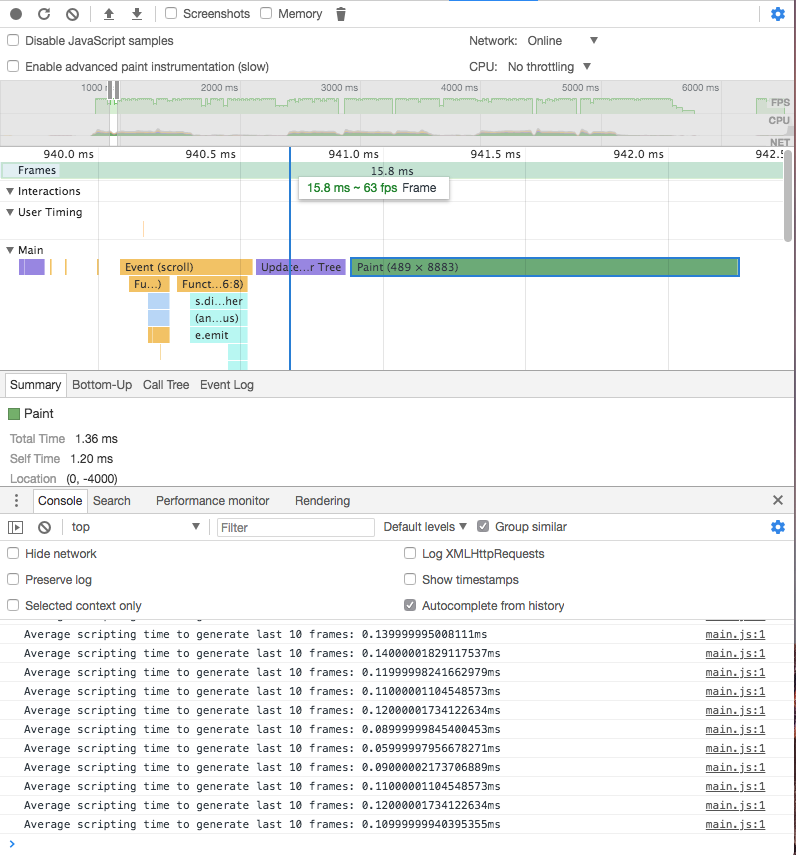 Screenshots Memory
Disable JavaScript samples Network: Online
Enable advanced paint instrumentation (slow) CPU: No throttling
1000 ms 2000 ms 3000 ms 4000 ms 5000 ms 6000 ms
FPS
CPU
NET
940.0 ms 940.5 ms 941.0 ms 941.5 ms 942.0 ms 942.5
Frames 15.8 ms
15.8 ms ~ 63 fps Frame
Interactions
User Timing
Main
Event (scroll) Update…r Tree Paint (489 × 8883)
Fu…) Funct…6:8)
s.di…her
(an…us)
e.emit
Summary Bottom-Up Call Tree Event Log
Paint
Total Time 1.36 ms
Self Time 1.20 ms
Location (0, -4000)
Console Search Performance monitor Rendering
top Filter Default levels Group similar
Hide network Log XMLHttpRequests
Preserve log Show timestamps
Selected context only Autocomplete from history
Average scripting time to generate last 10 frames: 0.139999995008111ms main.js:1
Average scripting time to generate last 10 frames: 0.14000001829117537ms main.js:1
Average scripting time to generate last 10 frames: 0.11999998241662979ms main.js:1
Average scripting time to generate last 10 frames: 0.11000001104548573ms main.js:1
Average scripting time to generate last 10 frames: 0.12000001734122634ms main.js:1
Average scripting time to generate last 10 frames: 0.08999999845400453ms main.js:1
Average scripting time to generate last 10 frames: 0.05999997956678271ms main.js:1
Average scripting time to generate last 10 frames: 0.09000002173706889ms main.js:1
Average scripting time to generate last 10 frames: 0.11000001104548573ms main.js:1
Average scripting time to generate last 10 frames: 0.12000001734122634ms main.js:1
Average scripting time to generate last 10 frames: 0.10999999940395355ms main.js:1